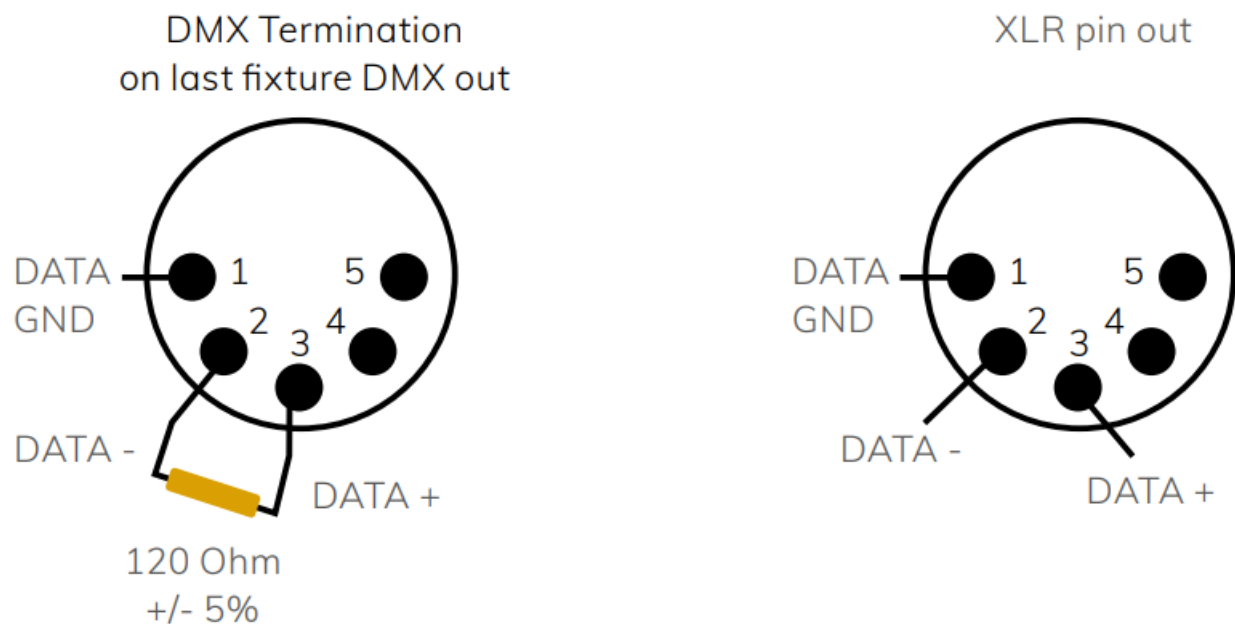 DMX Termination
on last fixture DMX out
DATA
GND
1
2
3
4
5
DATA -
DATA +
120 Ohm
+/- 5%
XLR pin out
DATA
GND
1
2
3
4
5
DATA -
DATA +